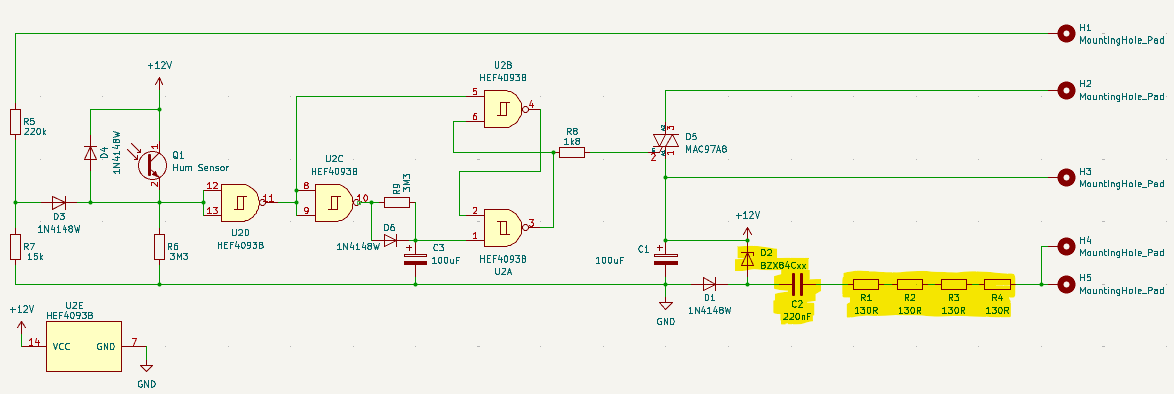 H1
MountingHole_Pad
+12V
U2B
HEF4093B
H2
MountingHole_Pad
5
6
4
R5
220k
D4
1N4148W
1
2
Q1
Hum Sensor
U2C
HEF4093B
R8
1k8
3
2
1
D5
MAC97A8
12
13
11
8
9
10
R9
3M3
H3
MountingHole_Pad
D3
1N4148W
U2D
HEF4093B
2
1
3
+12V
R7
15k
R6
3M3
1N4148W
D6
+
C3
100uF
HEF4093B
U2A
C1
+
100uF
D2
BZX84Cxx
H4
MountingHole_Pad
H5
MountingHole_Pad
D1
1N4148W
C2
220nF
R1
130R
R2
130R
R3
130R
R4
130R
GND
+12V
U2E
HEF4093B
14
VCC
GND
7
GND